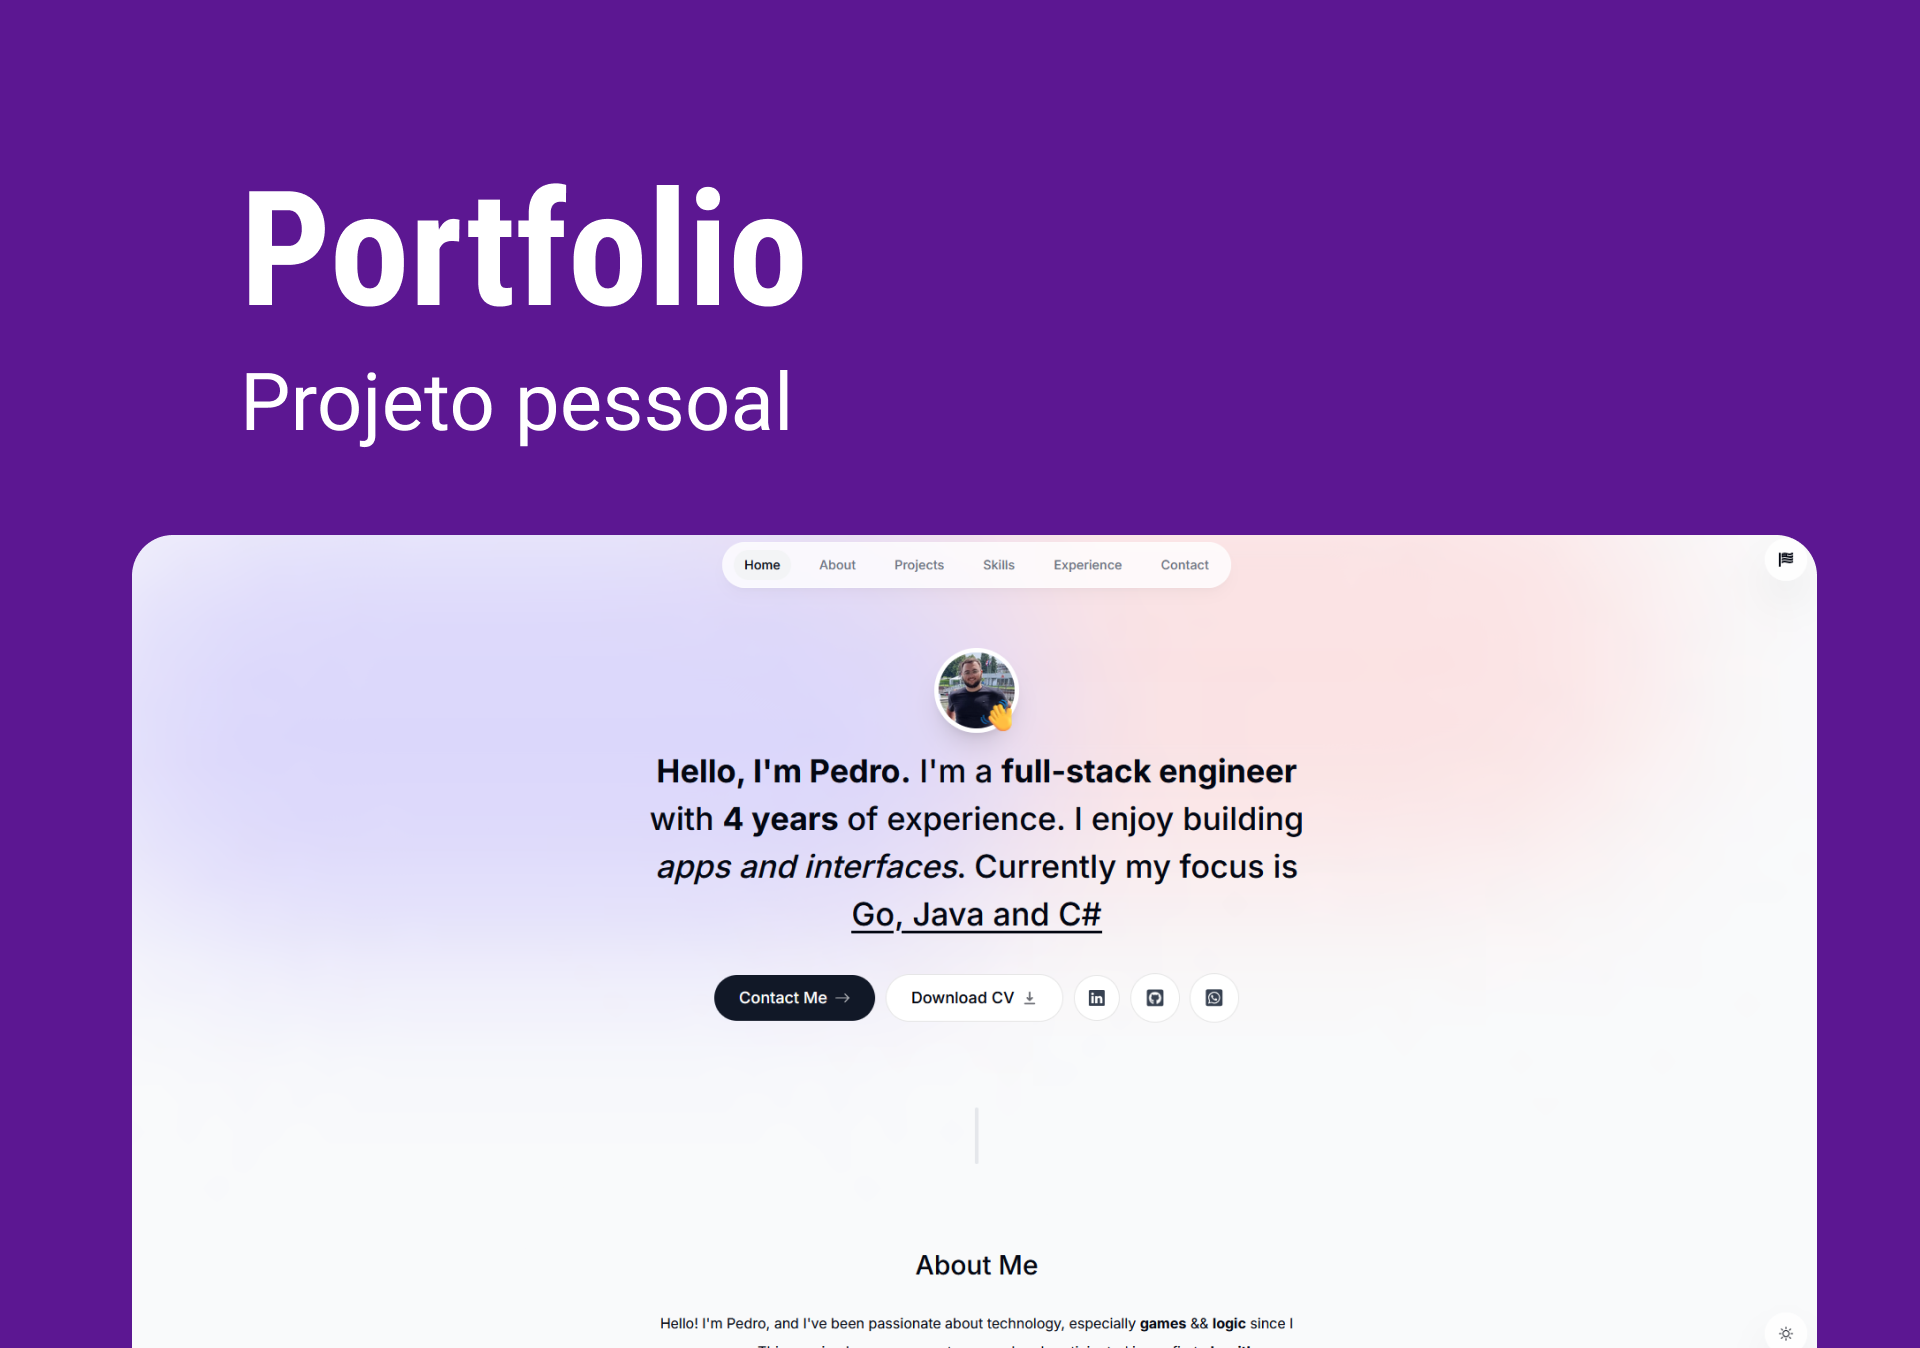 Portfolio
Projeto pessoal
Home About Projects Skills Experience Contact
Hello, I'm Pedro. I'm a full-stack engineer
with 4 years of experience. I enjoy building
apps and interfaces. Currently my focus is
Go, Java and C#
Contact Me → Download CV
About Me
Hello! I'm Pedro, and I've been passionate about technology, especially games && logic since I